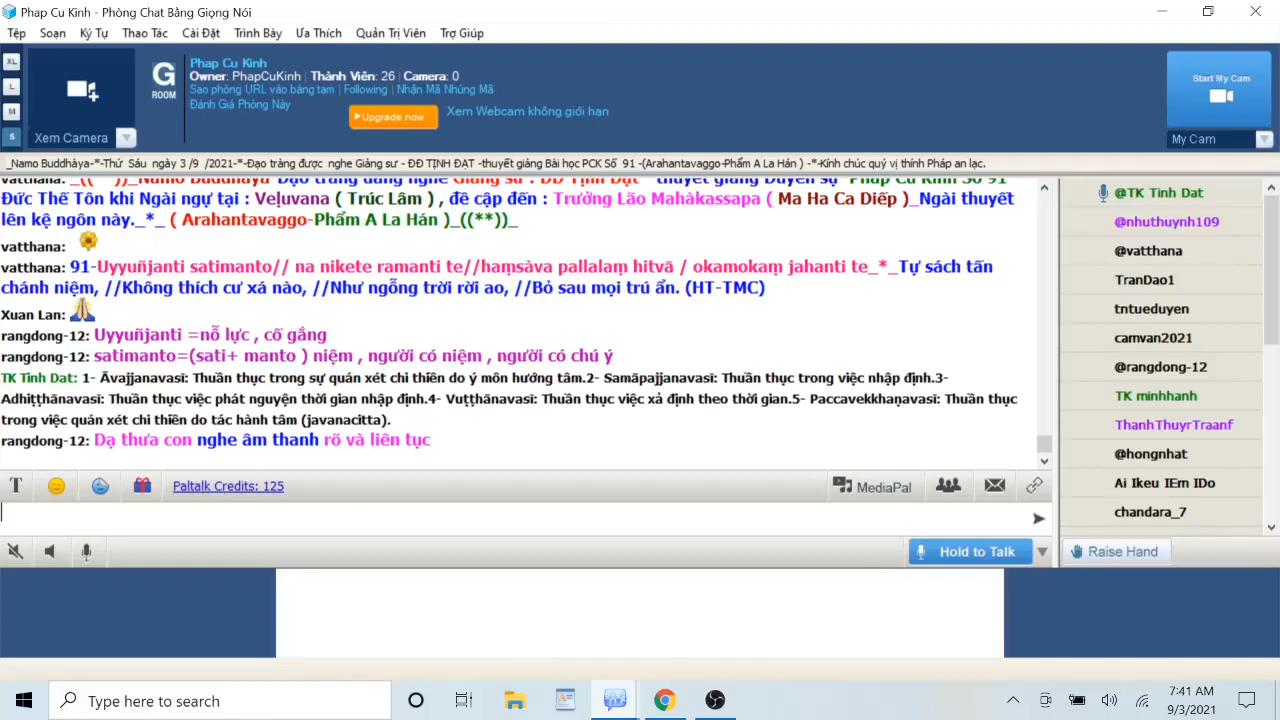 Phap Cu Kinh - Phòng Chat Bằng Giọng Nói
Tệp Soạn Ký Tự Thao Tác Cài Đặt Trình Bày Ưa Thích Quản Trị Viên Trợ Giúp
XL
L
M
S
Xem Camera
G
ROOM
Phap Cu Kinh
Owner: PhapCuKinh | Thành Viên: 26 | Camera: 0
Sao phòng URL vào bảng tạm | Following | Nhận Mã Nhúng Mã
Đánh Giá Phòng Này
Upgrade now
Xem Webcam không giới hạn
Start My Cam
My Cam
_Namo Buddhàya-*-Thứ Sáu ngày 3 /9 /2021-*-Đạo tràng được nghe Giảng sư - ĐĐ TỊNH ĐẠT -thuyết giảng Bài học PCK Số 91 -(Arahantavaggo-Phẩm A La Hán ) -*-Kính chúc quý vị thính Pháp an lạc.
Đức Thế Tôn khi Ngài ngự tại : Veḷuvana ( Trúc Lâm ) , đề cập đến : Trưởng Lão Mahàkassapa ( Ma Ha Ca Diếp )_Ngài thuyết
lên kệ ngôn này._*_ ( Arahantavaggo-Phẩm A La Hán )_((**))_
vatthana:
vatthana: 91-Uyyuñjanti satimanto// na nikete ramanti te//haṃsàva pallalaṃ hitvā / okamokaṃ jahanti te_*_Tự sách tấn
chánh niệm, //Không thích cư xá nào, //Như ngỗng trời rời ao, //Bỏ sau mọi trú ẩn. (HT-TMC)
Xuan Lan:
rangdong-12: Uyyuñjanti =nỗ lực , cố gắng
rangdong-12: satimanto=(sati+ manto ) niệm , người có niệm , người có chú ý
TK Tinh Dat: 1- Āvajjanavasī: Thuần thục trong sự quán xét chi thiền do ý môn hướng tâm.2- Samāpajjanavasī: Thuần thục trong việc nhập định.3-
Adhiṭṭhānavasī: Thuần thục việc phát nguyện thời gian nhập định.4- Vuṭṭhānavasī: Thuần thục việc xả định theo thời gian.5- Paccavekkhaṇavasī: Thuần thục
trong việc quán xét chi thiền do tác hành tâm (javanacitta).
rangdong-12: Dạ thưa con nghe âm thanh rõ và liên tục
@TK Tinh Dat
@nhuthuynh109
@vatthana
TranDao1
tntueduyen
camvan2021
@rangdong-12
TK minhhanh
ThanhThuyrTraanf
@hongnhat
Ai Ikeu IEm IDo
chandara_7
T
Paltalk Credits: 125
MediaPal
Hold to Talk
Raise Hand
Type here to search
7:41 AM
9/3/2021